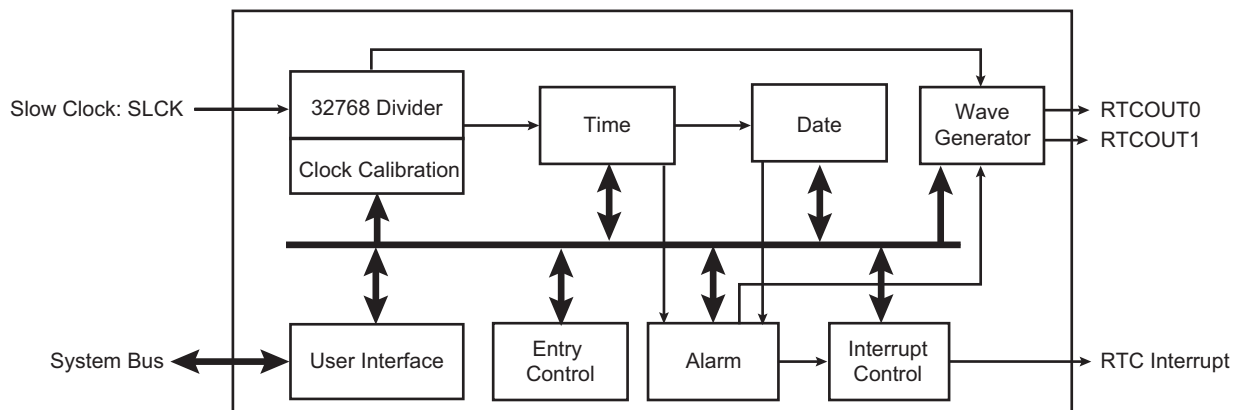 Slow Clock: SLCK
32768 Divider
Clock Calibration
Time
Date
Wave
Generator
RTCOUT0
RTCOUT1
System Bus
User Interface
Entry
Control
Alarm
Interrupt
Control
RTC Interrupt